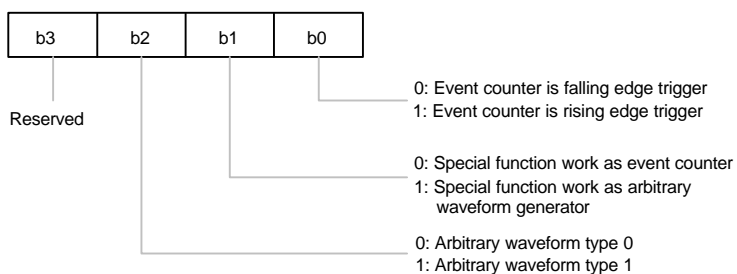 b3 b2 b1 b0
Reserved
0: Event counter is falling edge trigger
1: Event counter is rising edge trigger
0: Special function work as event counter
1: Special function work as arbitrary
waveform generator
0: Arbitrary waveform type 0
1: Arbitrary waveform type 1